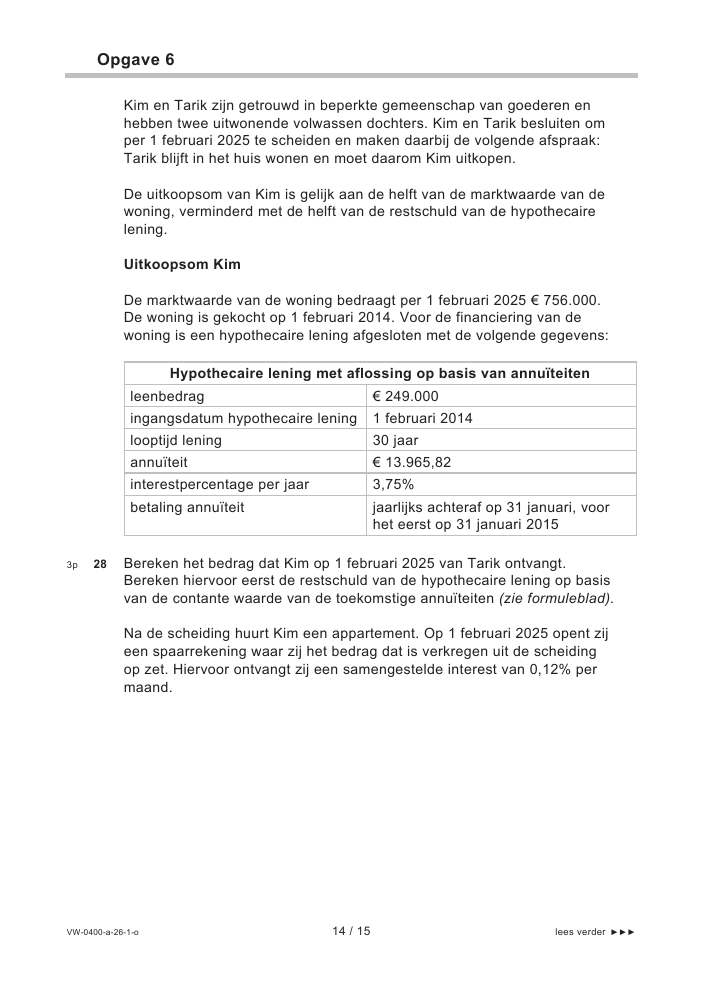 Opgave 6
Kim en Tarik zijn getrouwd in beperkte gemeenschap van goederen en
hebben twee uitwonende volwassen dochters. Kim en Tarik besluiten om
per 1 februari 2025 te scheiden en maken daarbij de volgende afspraak:
Tarik blijft in het huis wonen en moet daarom Kim uitkopen.
De uitkoopsom van Kim is gelijk aan de helft van de marktwaarde van de
woning, verminderd met de helft van de restschuld van de hypothecaire
lening.
Uitkoopsom Kim
De marktwaarde van de woning bedraagt per 1 februari 2025 € 756.000.
De woning is gekocht op 1 februari 2014. Voor de financiering van de
woning is een hypothecaire lening afgesloten met de volgende gegevens:
Hypothecaire lening met aflossing op basis van annuïteiten
leenbedrag € 249.000
ingangsdatum hypothecaire lening 1 februari 2014
looptijd lening 30 jaar
annuïteit € 13.965,82
interestpercentage per jaar 3,75%
betaling annuïteit jaarlijks achteraf op 31 januari, voor
het eerst op 31 januari 2015
3p 28 Bereken het bedrag dat Kim op 1 februari 2025 van Tarik ontvangt.
Bereken hiervoor eerst de restschuld van de hypothecaire lening op basis
van de contante waarde van de toekomstige annuïteiten (zie formuleblad).
Na de scheiding huurt Kim een appartement. Op 1 februari 2025 opent zij
een spaarrekening waar zij het bedrag dat is verkregen uit de scheiding
op zet. Hiervoor ontvangt zij een samengestelde interest van 0,12% per
maand.
VW-0400-a-26-1-o 14 / 15 lees verder ►►►